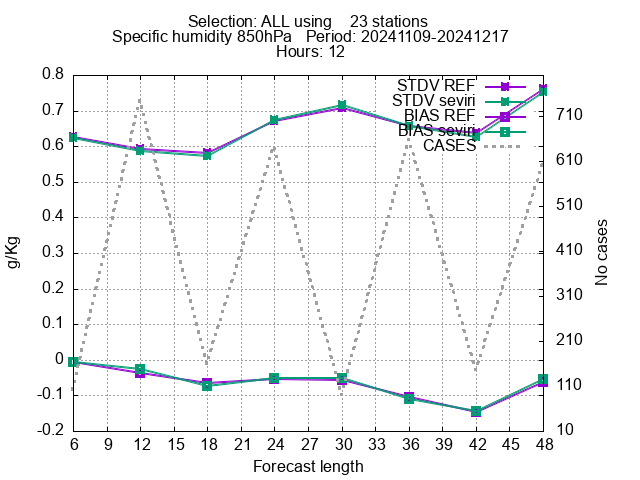 Selection: ALL using    23 stations
Specific humidity 850hPa   Period: 20241109-20241217
Hours: 12
STDV REF
STDV seviri
BIAS REF
BIAS seviri
CASES
0.8
0.7
0.6
0.5
0.4
0.3
0.2
0.1
0
-0.1
-0.2
g/Kg
710
610
510
410
310
210
110
10
No cases
6 12 18 21 24 27 30 33 36 39 42 45 48
Forecast length